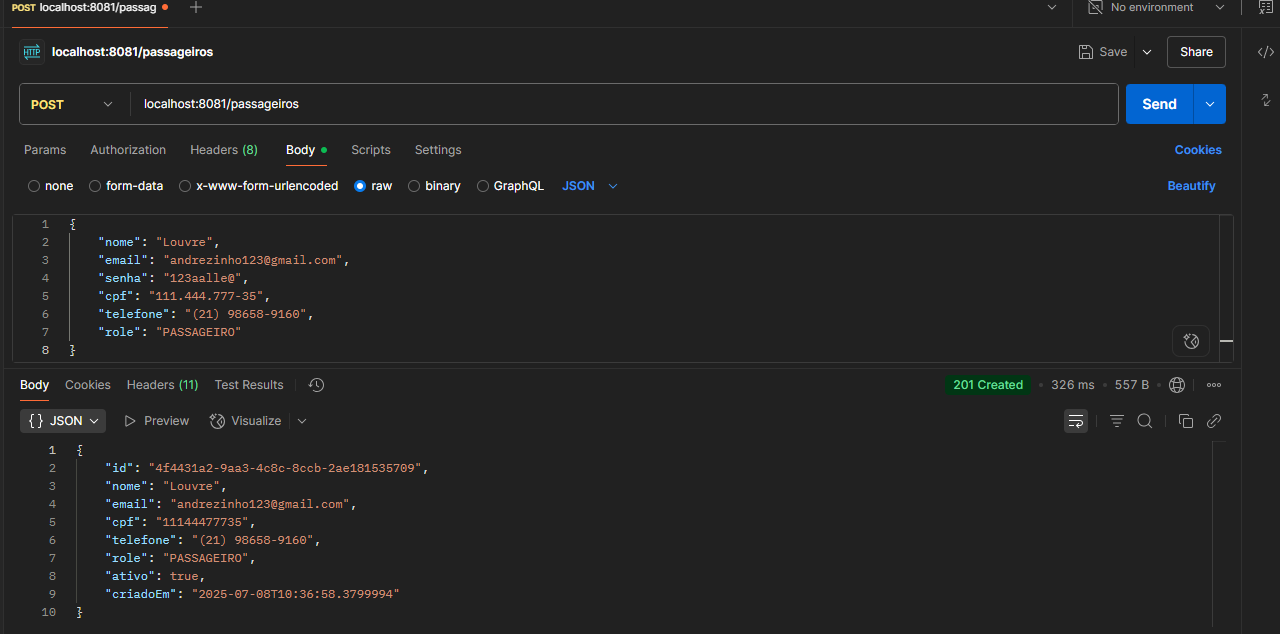 POST localhost:8081/passag
No environment
HTTP localhost:8081/passageiros
Save
Share
POST
localhost:8081/passageiros
Send
Params Authorization Headers (8) Body Scripts Settings
Cookies
none form-data x-www-form-urlencoded raw binary GraphQL JSON
Beautify
1 {
2 "nome": "Louvre",
3 "email": "andrezinho123@gmail.com",
4 "senha": "123aalle@",
5 "cpf": "111.444.777-35",
6 "telefone": "(21) 98658-9160",
7 "role": "PASSAGEIRO"
8 }
Body Cookies Headers (11) Test Results
201 Created • 326 ms • 557 B •
{} JSON Preview Visualize
1 {
2 "id": "4f4431a2-9aa3-4c8c-8ccb-2ae181535709",
3 "nome": "Louvre",
4 "email": "andrezinho123@gmail.com",
5 "cpf": "11144477735",
6 "telefone": "(21) 98658-9160",
7 "role": "PASSAGEIRO",
8 "ativo": true,
9 "criadoEm": "2025-07-08T10:36:58.3799994"
10 }